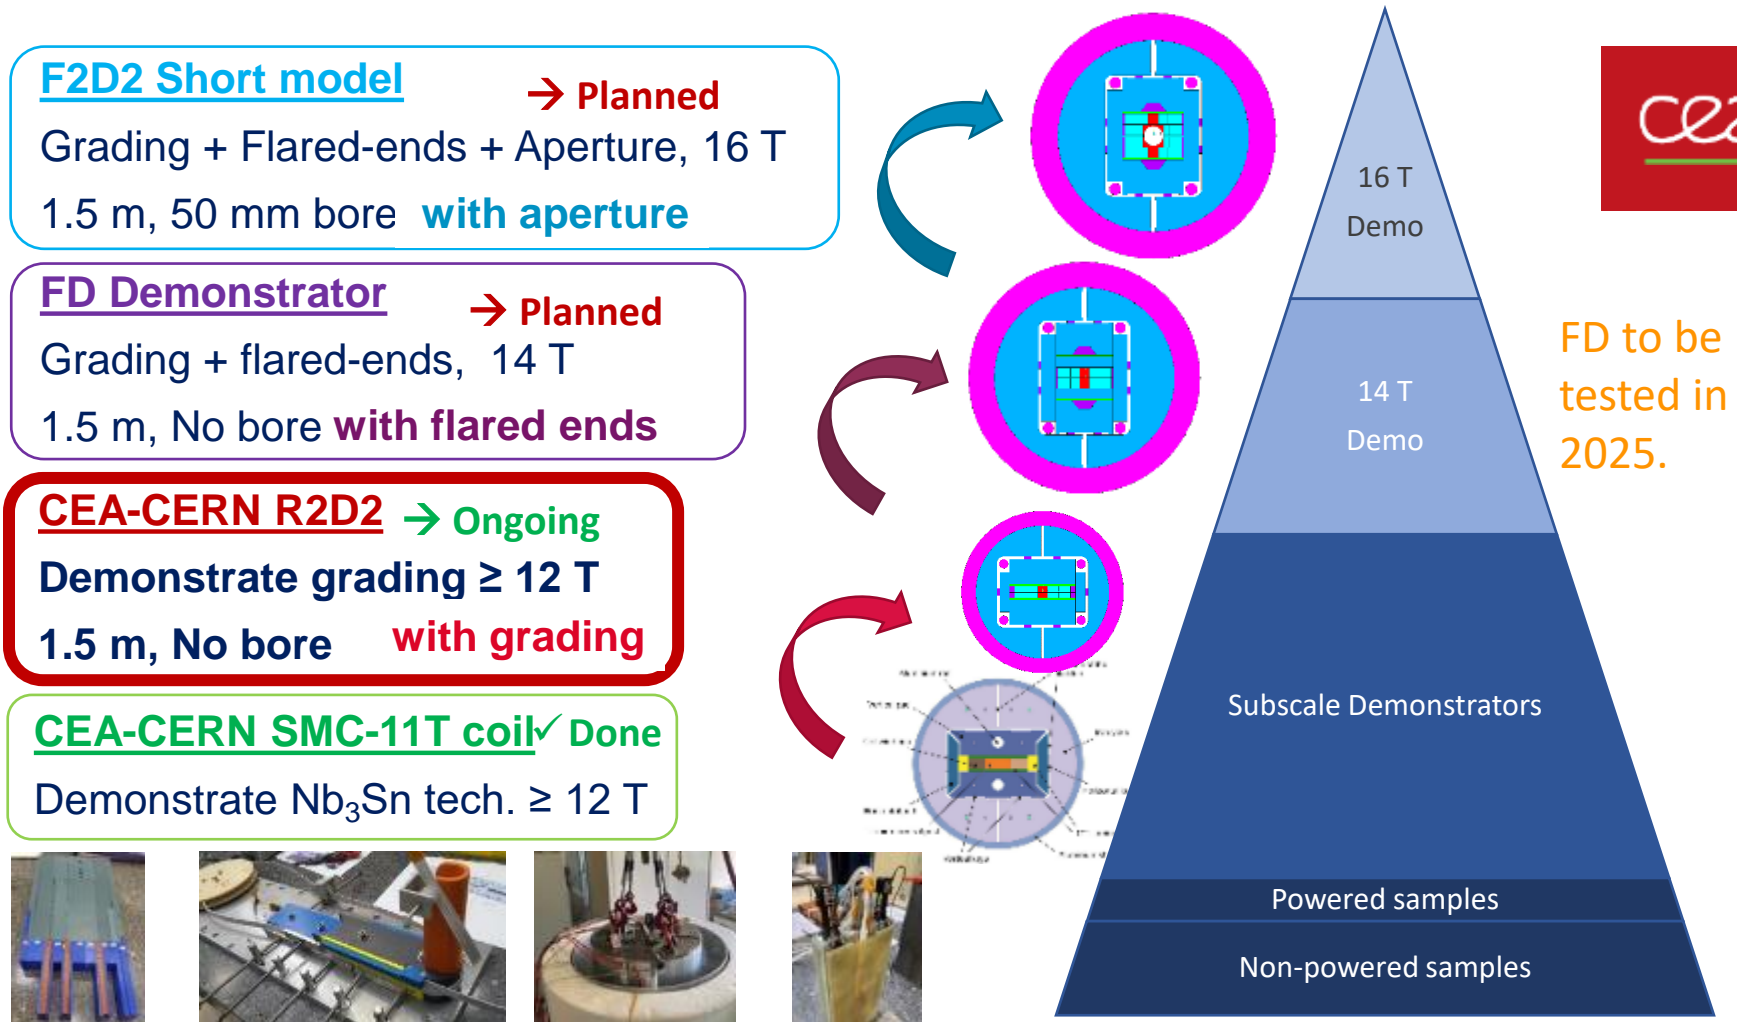 F2D2 Short model
→ Planned
Grading + Flared-ends + Aperture, 16 T
1.5 m, 50 mm bore with aperture
FD Demonstrator
→ Planned
Grading + flared-ends, 14 T
1.5 m, No bore with flared ends
CEA-CERN R2D2 → Ongoing
Demonstrate grading ≥ 12 T
1.5 m, No bore with grading
CEA-CERN SMC-11T coil ✓ Done
Demonstrate Nb₃Sn tech. ≥ 12 T
16 T
Demo
14 T
Demo
Subscale Demonstrators
Powered samples
Non-powered samples
cea
FD to be
tested in
2025.